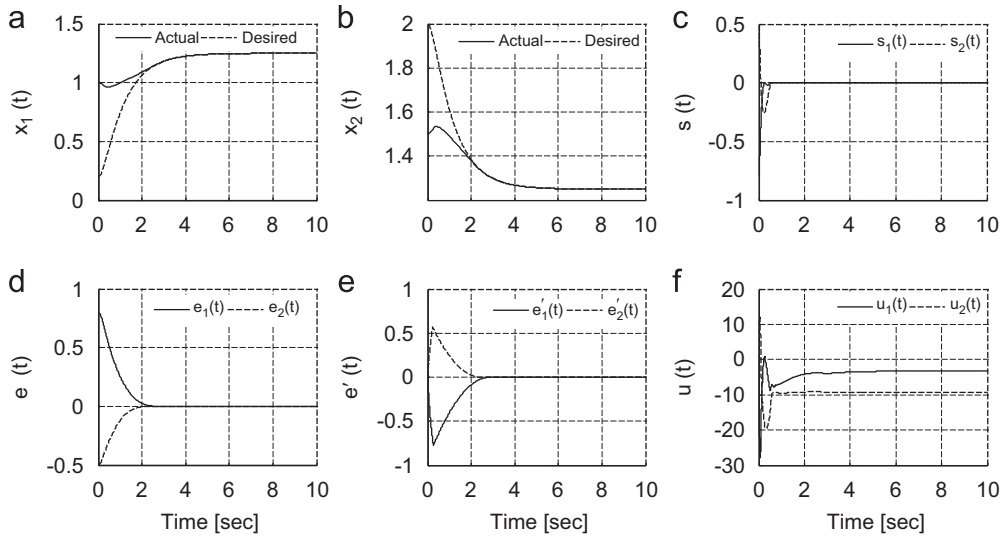 a
b
c
1.5
1
0.5
0
x1 (t)
Actual
Desired
0 2 4 6 8 10
2
1.8
1.6
1.4
x2 (t)
Actual
Desired
0 2 4 6 8 10
0.5
0
-0.5
-1
s (t)
s1(t)
s2(t)
0 2 4 6 8 10
d
e
f
1
0.5
0
-0.5
e (t)
e1(t)
e2(t)
0 2 4 6 8 10
Time [sec]
1
0.5
0
-0.5
-1
e′ (t)
e′1(t)
e′2(t)
0 2 4 6 8 10
Time [sec]
20
10
0
-10
-20
-30
u (t)
u1(t)
u2(t)
0 2 4 6 8 10
Time [sec]